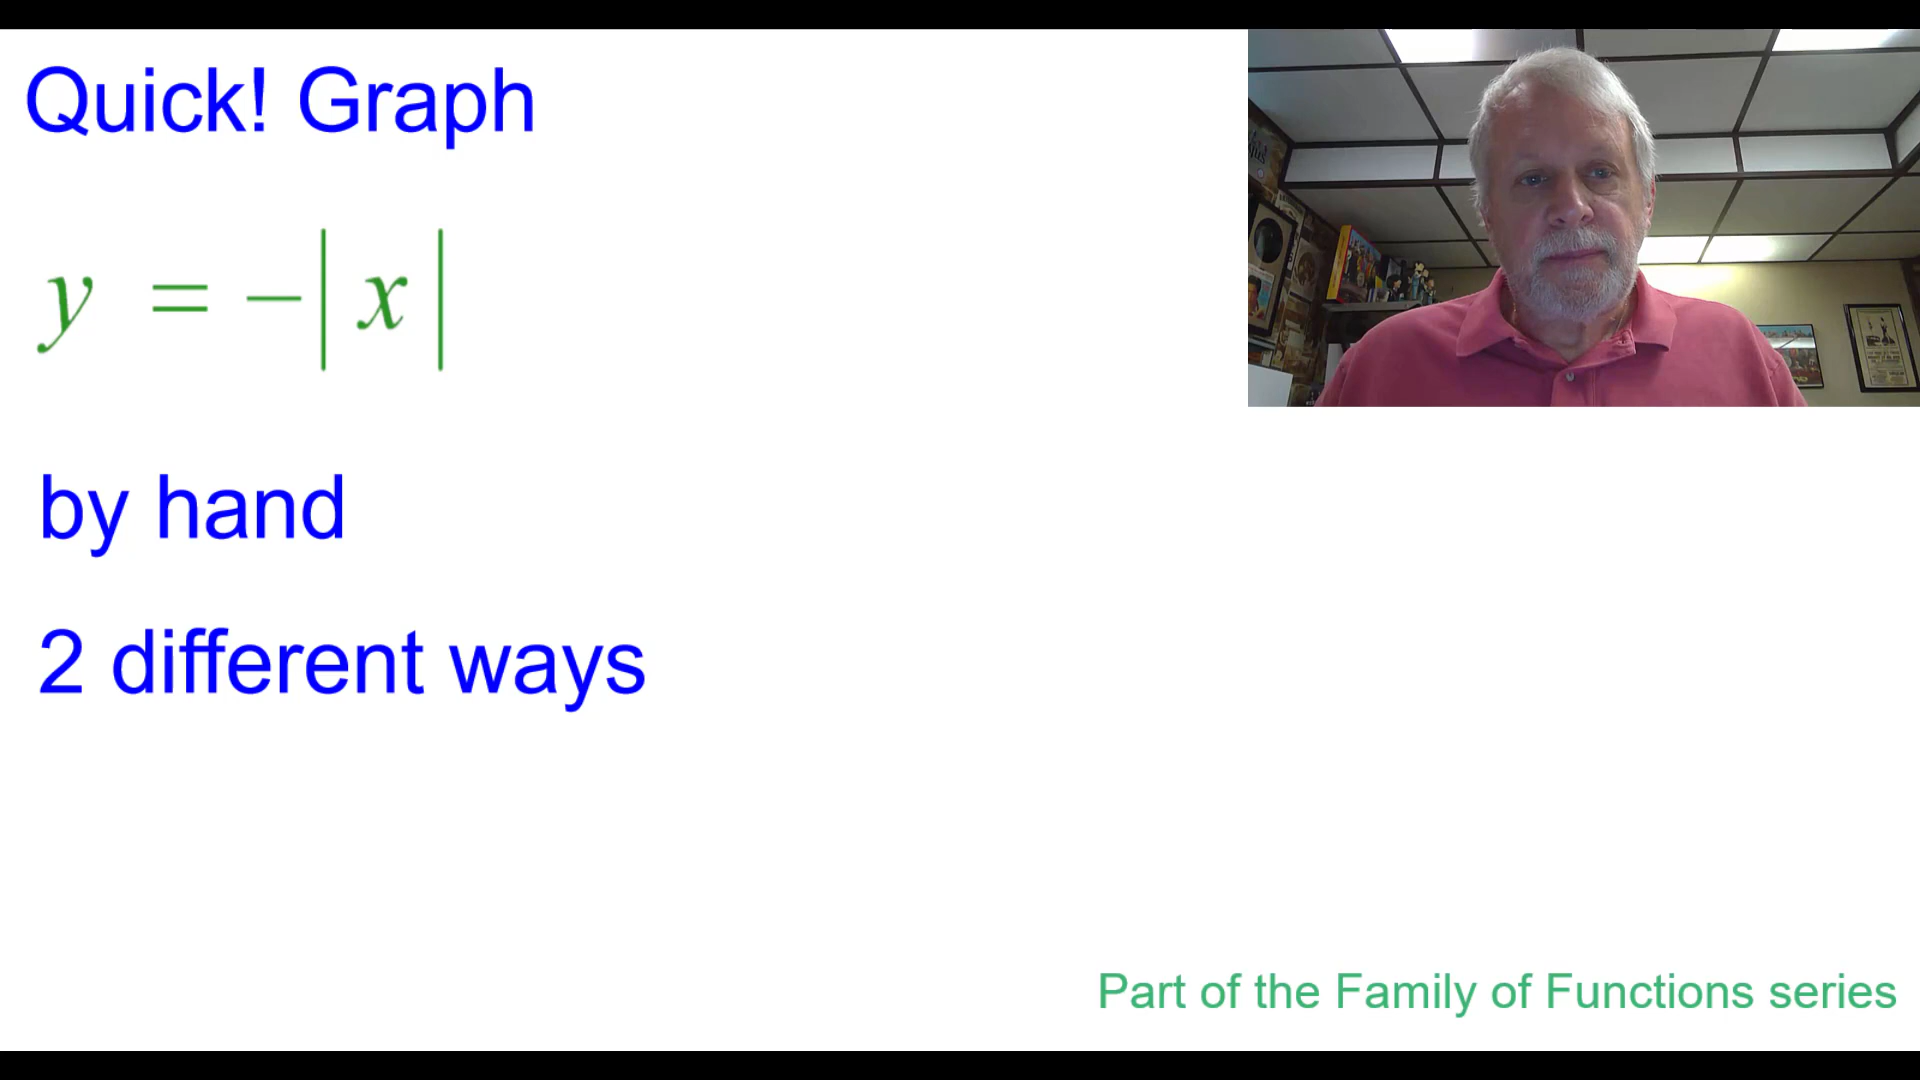 Quick! Graph
y = -| x |
by hand
2 different ways
Part of the Family of Functions series